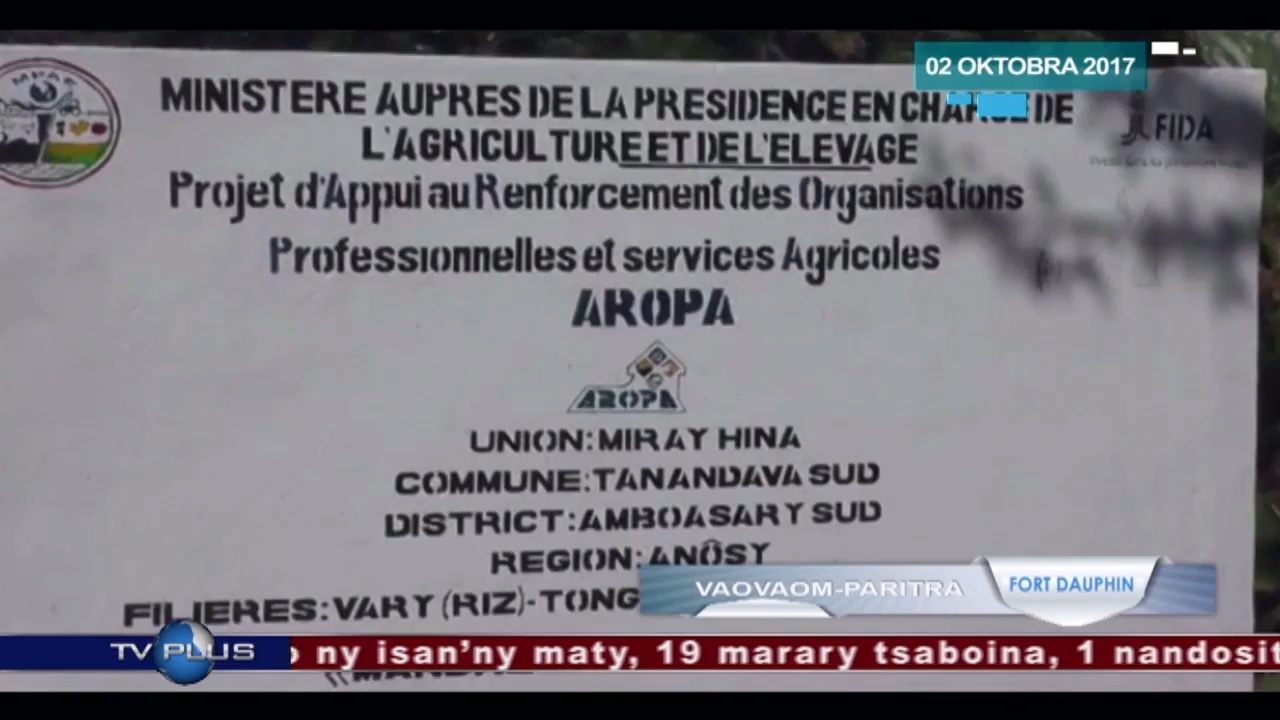 02 OKTOBRA 2017
MPAE
MINISTERE AUPRES DE LA PRESIDENCE EN CHARGE DE
L'AGRICULTURE ET DE L'ELEVAGE
FIDA
Projet d'Appui au Renforcement des Organisations
Professionnelles et services Agricoles
AROPA
AROPA
UNION: MIRAY HINA
COMMUNE: TANANDAVA SUD
DISTRICT: AMBOASARY SUD
REGION: ANÔSY
FILIERES: VARY (RIZ)-TONG
VAOVAOM-PARITRA
FORT DAUPHIN
TV PLUS
ny isan'ny maty, 19 marary tsaboina, 1 nandosit